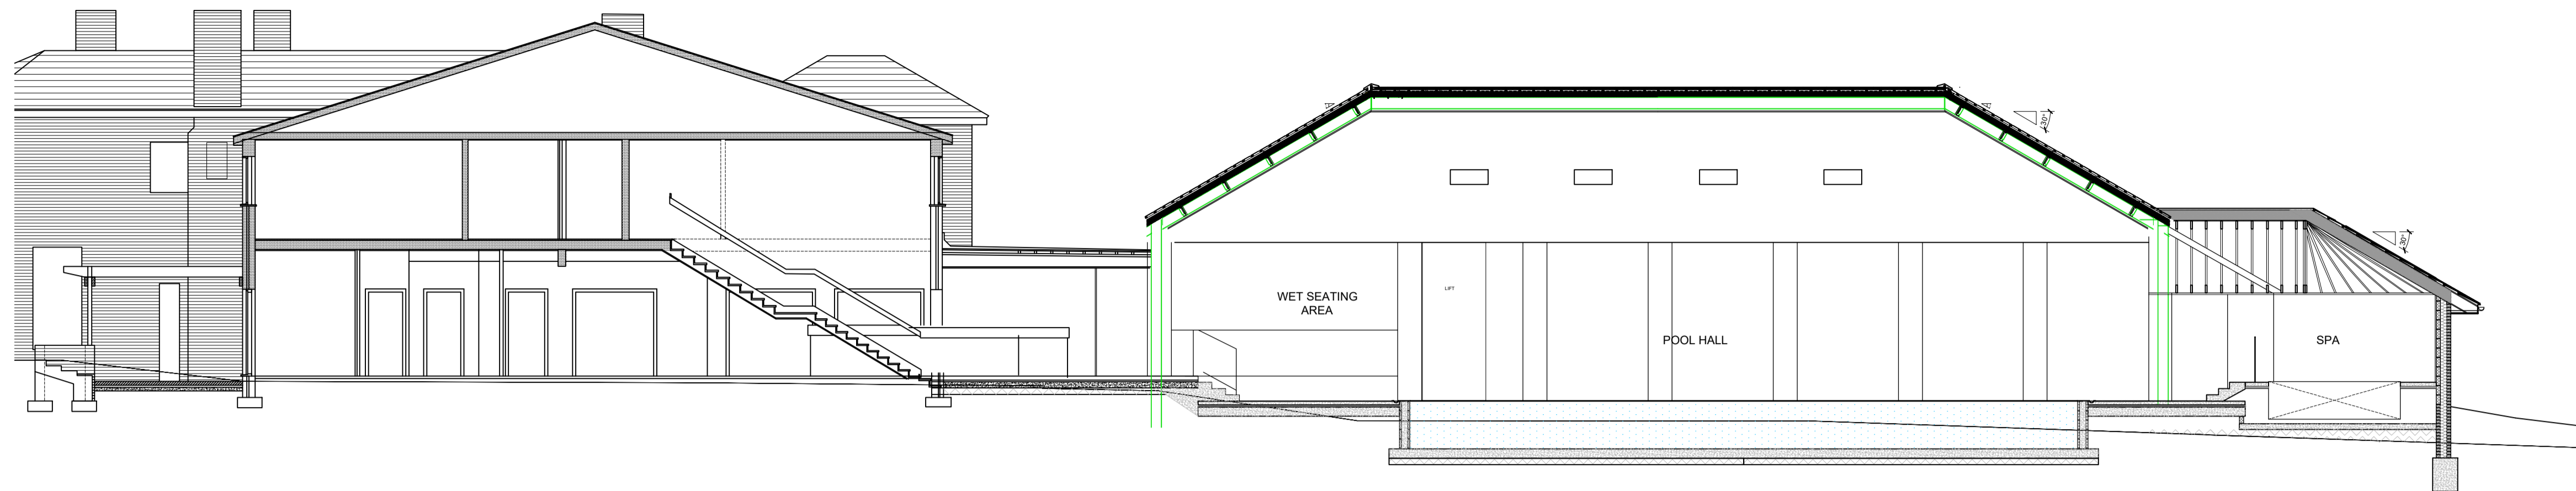 30°
30°
WET SEATING
AREA
LIFT
POOL HALL
SPA